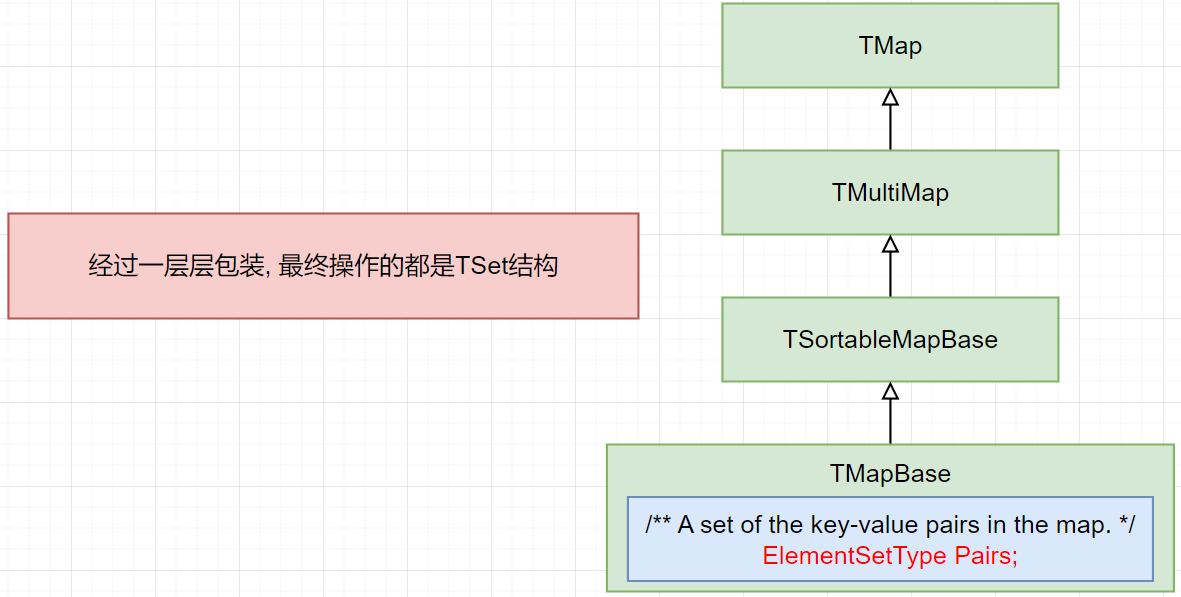 TMap
TMultiMap
经过一层层包装, 最终操作的都是TSet结构
TSortableMapBase
TMapBase
/** A set of the key-value pairs in the map. */
ElementSetType Pairs;